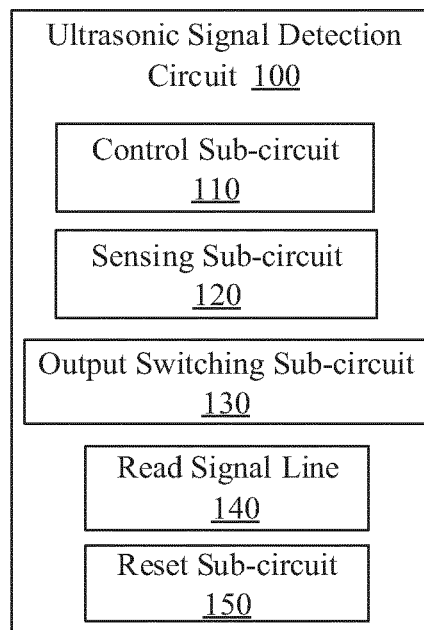 Ultrasonic Signal Detection
Circuit 100
Control Sub-circuit
110
Sensing Sub-circuit
120
Output Switching Sub-circuit
130
Read Signal Line
140
Reset Sub-circuit
150